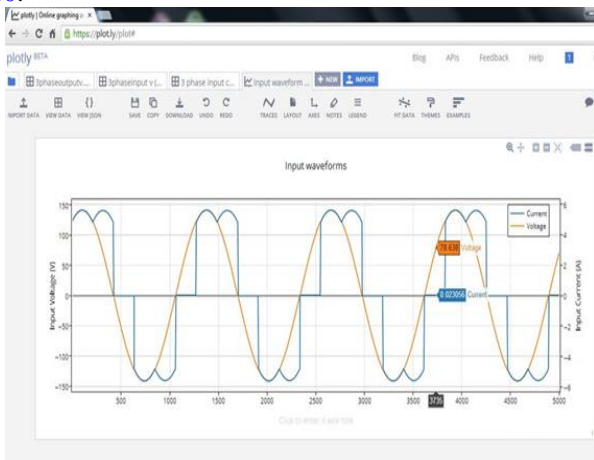 plotly | Online graphing
https://plot.ly/plot#
plotly BETA
Blog APIs Feedback Help
3phaseoutputv... 3phaseinput v (... 3 phase input c... Input waveform ... + NEW IMPORT
IMPORT DATA VIEW DATA VIEW JSON SAVE COPY DOWNLOAD UNDO REDO TRACES LAYOUT AXES NOTES LEGEND FIT DATA THEMES EXAMPLES
Input waveforms
Current
Voltage
150
100
50
0
−50
−100
−150
Input Voltage (V)
6
4
2
0
−2
−4
−6
Input Current (A)
78.638 Voltage
0.023056 Current
500 1000 1500 2000 2500 3000 3500 3735 4000 4500 5000
Click to enter X axis title